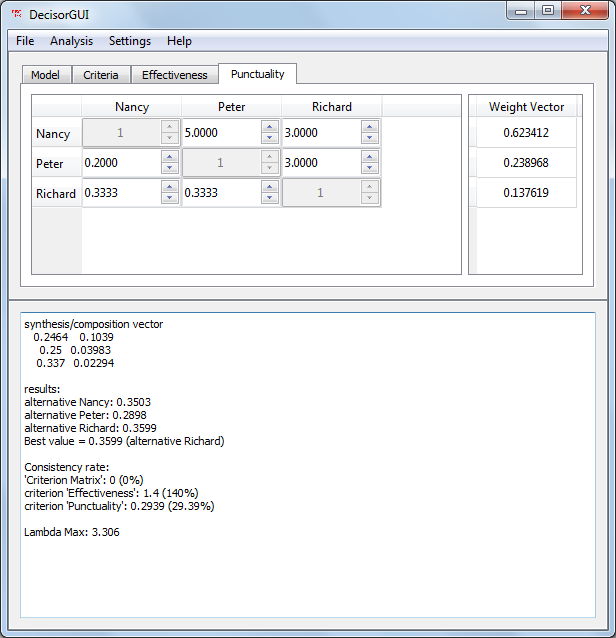 DecisorGUI
File Analysis Settings Help
Model Criteria Effectiveness Punctuality
Nancy Peter Richard Weight Vector
Nancy 1 5.0000 3.0000 0.623412
Peter 0.2000 1 3.0000 0.238968
Richard 0.3333 0.3333 1 0.137619
synthesis/composition vector
0.2464 0.1039
0.25 0.03983
0.337 0.02294
results:
alternative Nancy: 0.3503
alternative Peter: 0.2898
alternative Richard: 0.3599
Best value = 0.3599 (alternative Richard)
Consistency rate:
'Criterion Matrix': 0 (0%)
criterion 'Effectiveness': 1.4 (140%)
criterion 'Punctuality': 0.2939 (29.39%)
Lambda Max: 3.306